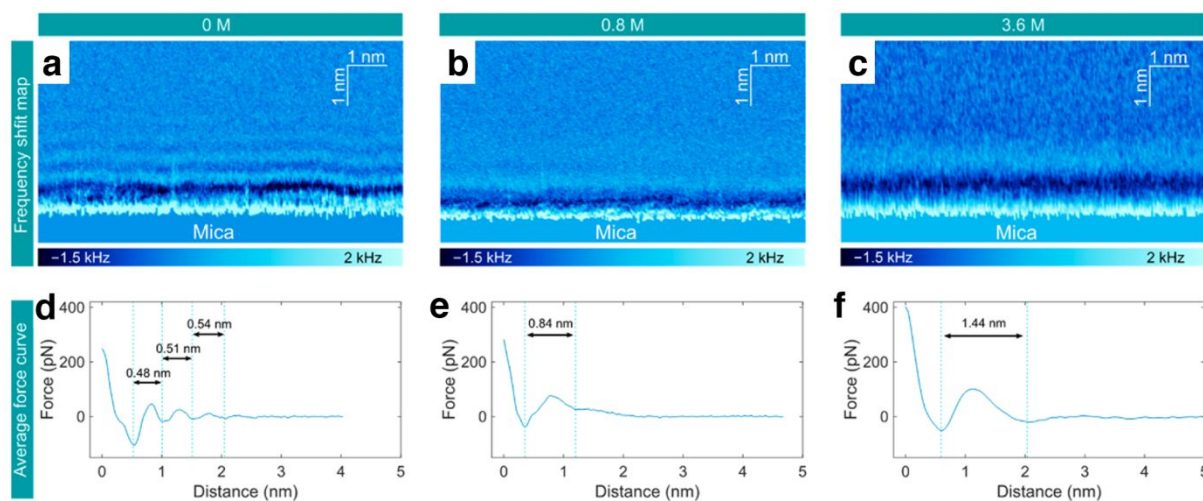 0 M
0.8 M
3.6 M
Frequency shfit map
a
1 nm
1 nm
Mica
−1.5 kHz
2 kHz
b
1 nm
1 nm
Mica
−1.5 kHz
2 kHz
c
1 nm
1 nm
Mica
−1.5 kHz
2 kHz
Average force curve
d
400
200
0
Force (pN)
0.48 nm
0.51 nm
0.54 nm
0 1 2 3 4 5
Distance (nm)
e
400
200
0
Force (pN)
0.84 nm
0 1 2 3 4 5
Distance (nm)
f
400
200
0
Force (pN)
1.44 nm
0 1 2 3 4 5
Distance (nm)